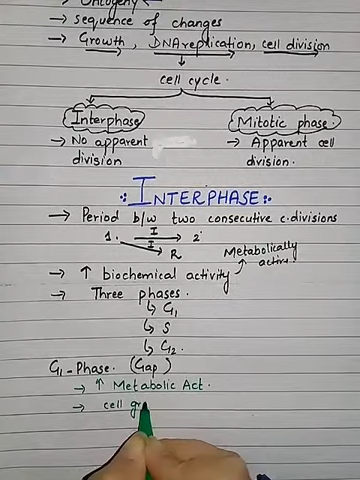 → Ontogeny ←
→ sequence of changes
→ Growth, DNA replication, cell division
cell cycle.
Interphase
Mitotic phase
→ No apparent division
→ Apparent cell division.
:INTERPHASE:
→ Period b/w two consecutive c.divisions
1. I → 2
I → R
Metabolically active
→ ↑ biochemical activity
→ Three phases.
↳ G1
↳ S
↳ G2.
G1-Phase. (Gap)
→ ↑ Metabolic Act.
→ cell gr